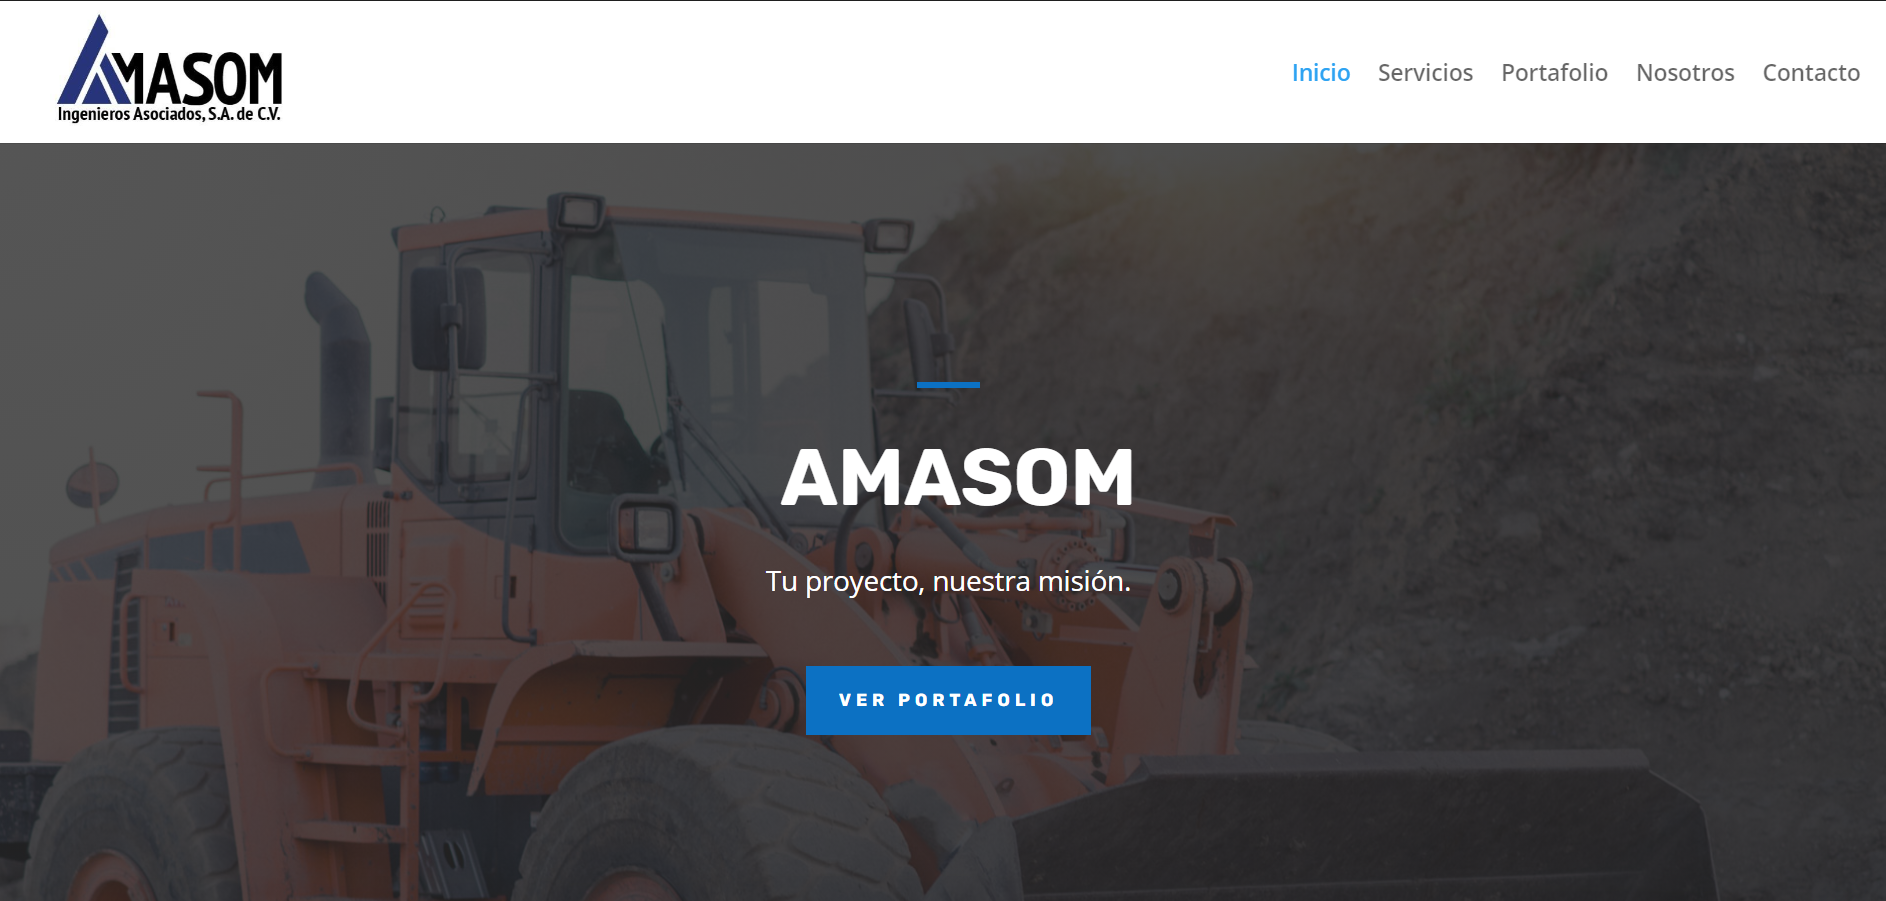 AMASOM
Ingenieros Asociados, S.A. de C.V.
Inicio Servicios Portafolio Nosotros Contacto
AMASOM
Tu proyecto, nuestra misión.
VER PORTAFOLIO